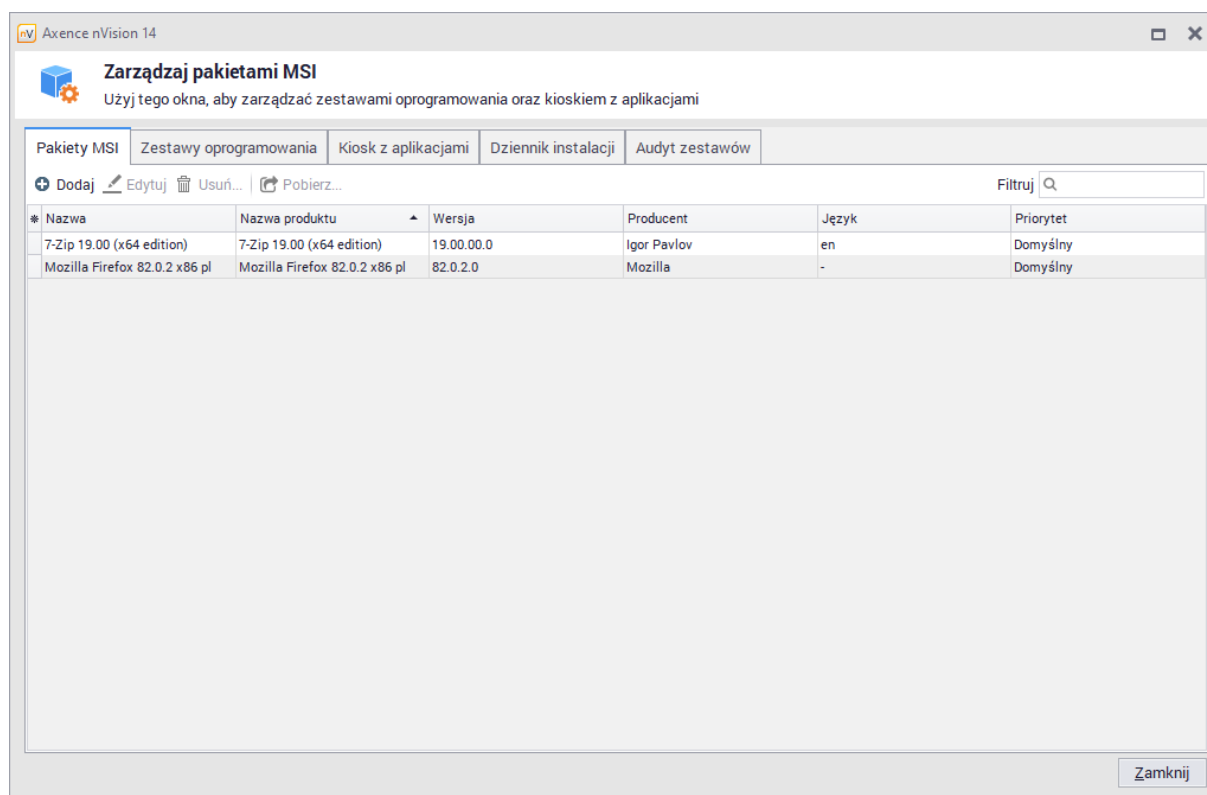 nV Axence nVision 14
Zarządzaj pakietami MSI
Użyj tego okna, aby zarządzać zestawami oprogramowania oraz kioskiem z aplikacjami
Pakiety MSI Zestawy oprogramowania Kiosk z aplikacjami Dziennik instalacji Audyt zestawów
Dodaj Edytuj Usuń... Pobierz... Filtruj
Nazwa Nazwa produktu Wersja Producent Język Priorytet
7-Zip 19.00 (x64 edition) 7-Zip 19.00 (x64 edition) 19.00.00.0 Igor Pavlov en Domyślny
Mozilla Firefox 82.0.2 x86 pl Mozilla Firefox 82.0.2 x86 pl 82.0.2.0 Mozilla - Domyślny
Zamknij